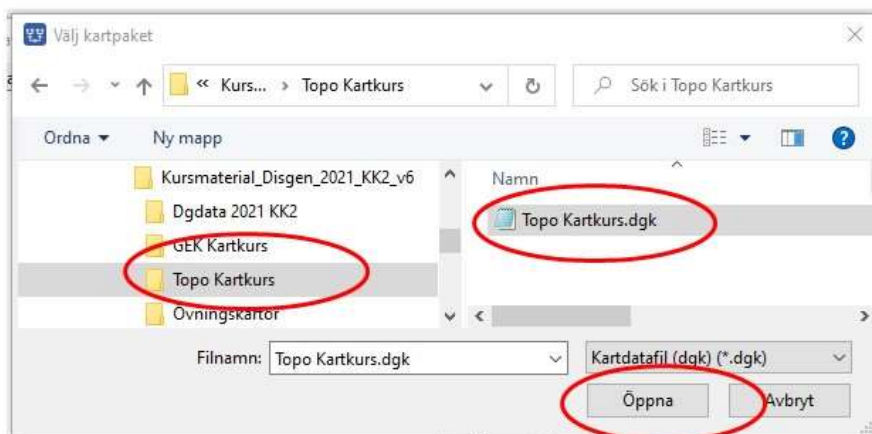 Välj kartpaket
« Kurs... › Topo Kartkurs
Sök i Topo Kartkurs
Ordna
Ny mapp
Kursmaterial_Disgen_2021_KK2_v6
Dgdata 2021 KK2
GEK Kartkurs
Topo Kartkurs
Övningskartor
Namn
Topo Kartkurs.dgk
Filnamn: Topo Kartkurs.dgk
Kartdatafil (dgk) (*.dgk)
Öppna
Avbryt